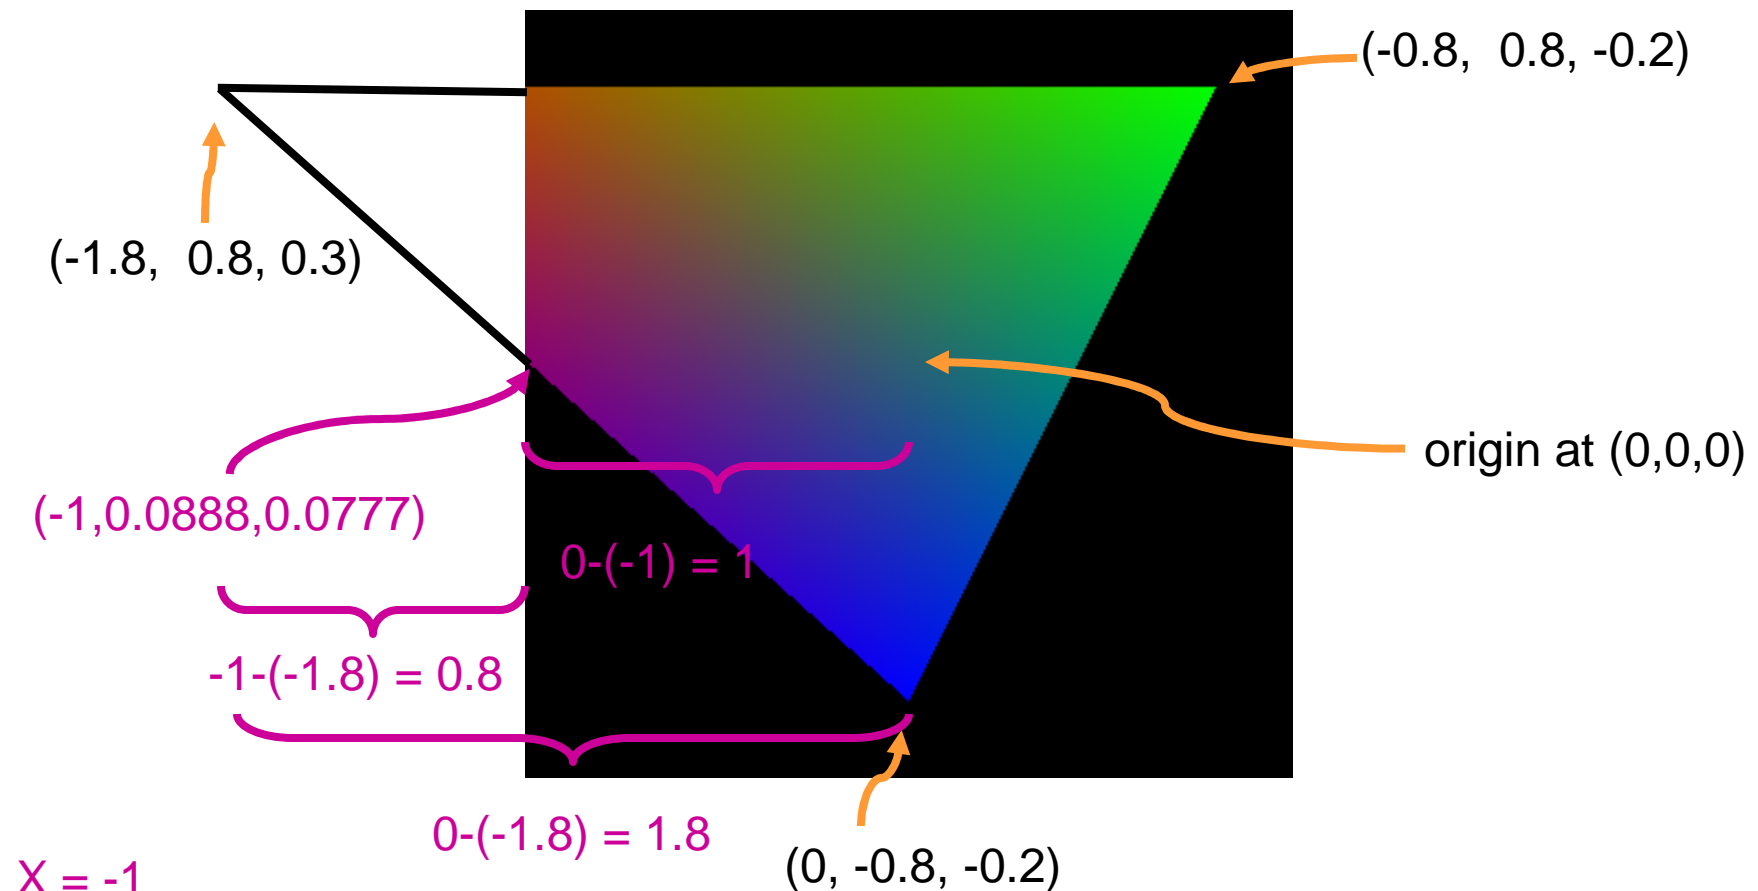 (-0.8,  0.8, -0.2)
(-1.8,  0.8, 0.3)
origin at (0,0,0)
(-1,0.0888,0.0777)
0-(-1) = 1
-1-(-1.8) = 0.8
0-(-1.8) = 1.8
(0, -0.8, -0.2)
X = -1